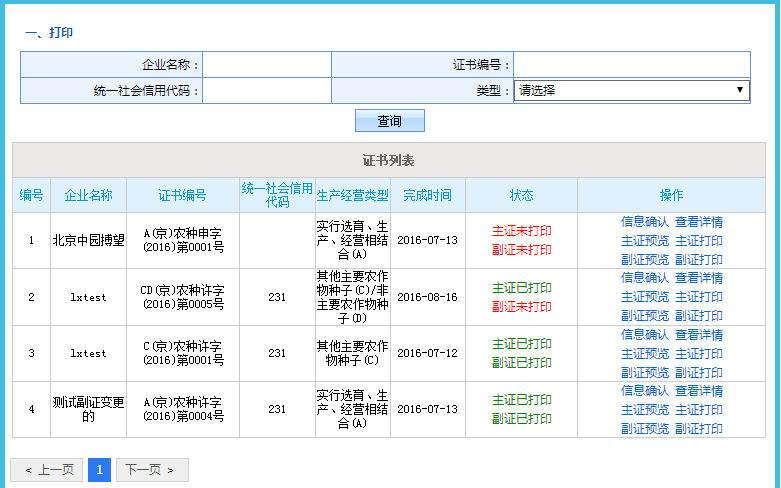 一、打印
企业名称： 证书编号：
统一社会信用代码： 类型： 请选择
查询
证书列表
编号 企业名称 证书编号 统一社会信用代码 生产经营类型 完成时间 状态 操作
1 北京中园搏望 A(京)农种申字(2016)第0001号 实行选育、生产、经营相结合(A) 2016-07-13 主证未打印 副证未打印 信息确认 查看详情 主证预览 主证打印 副证预览 副证打印
2 lxtest CD(京)农种许字(2016)第0005号 231 其他主要农作物种子(C)/非主要农作物种子(D) 2016-08-16 主证已打印 副证未打印 信息确认 查看详情 主证预览 主证打印 副证预览 副证打印
3 lxtest C(京)农种许字(2016)第0001号 231 其他主要农作物种子(C) 2016-07-12 主证已打印 副证已打印 信息确认 查看详情 主证预览 主证打印 副证预览 副证打印
4 测试副证变更的 A(京)农种许字(2016)第0004号 231 实行选育、生产、经营相结合(A) 2016-07-13 主证已打印 副证已打印 信息确认 查看详情 主证预览 主证打印 副证预览 副证打印
< 上一页 1 下一页 >